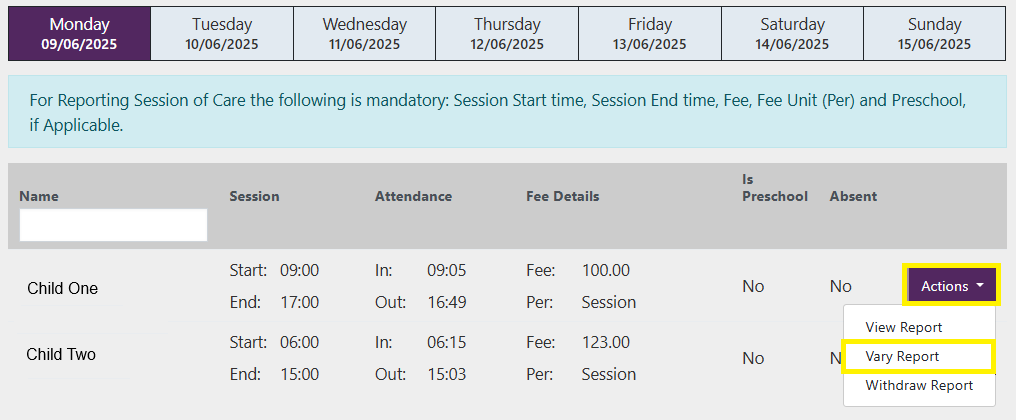 Monday Tuesday Wednesday Thursday Friday Saturday Sunday
09/06/2025 10/06/2025 11/06/2025 12/06/2025 13/06/2025 14/06/2025 15/06/2025
For Reporting Session of Care the following is mandatory: Session Start time, Session End time, Fee, Fee Unit (Per) and Preschool,
if Applicable.
Name Session Attendance Fee Details Is Preschool Absent
Start: 09:00 In: 09:05 Fee: 100.00
Child One No No Actions
End: 17:00 Out: 16:49 Per: Session
View Report
Start: 06:00 In: 06:15 Fee: 123.00
Child Two No Vary Report
End: 15:00 Out: 15:03 Per: Session
Withdraw Report